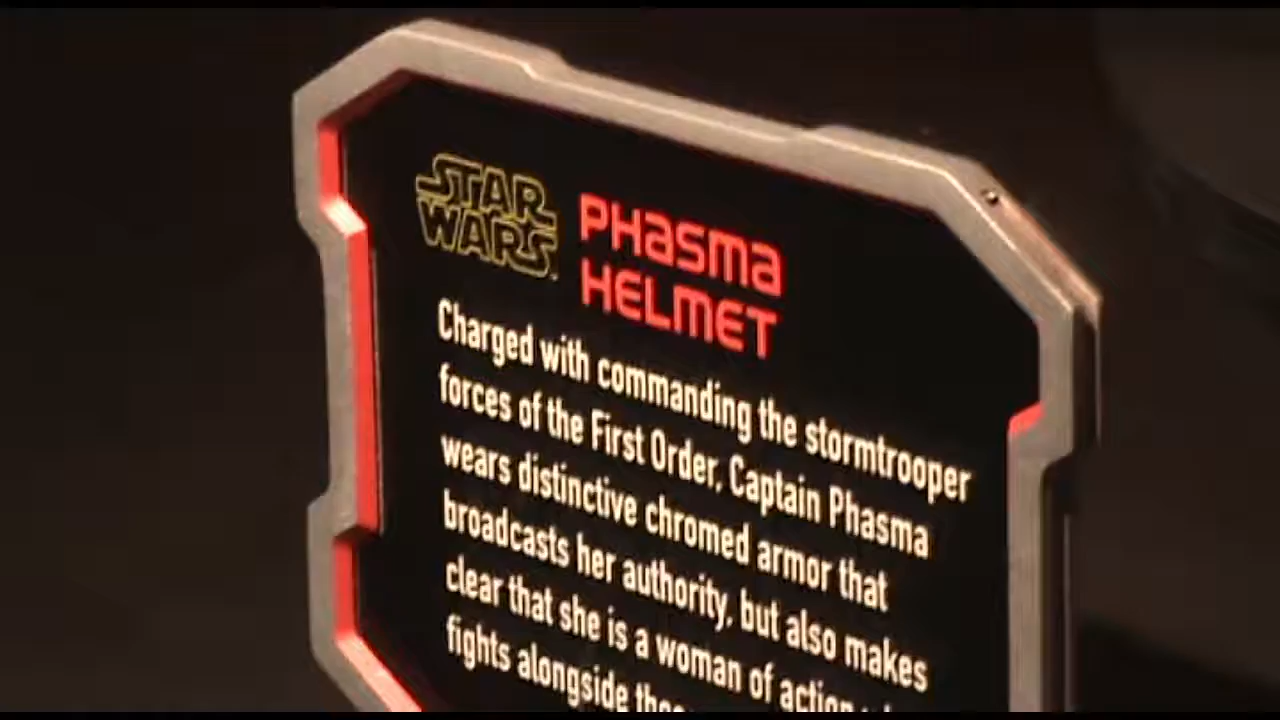 STAR
WARS
PHASMA
HELMET
Charged with commanding the stormtrooper
forces of the First Order, Captain Phasma
wears distinctive chromed armor that
broadcasts her authority, but also makes
clear that she is a woman of action
fights alongside